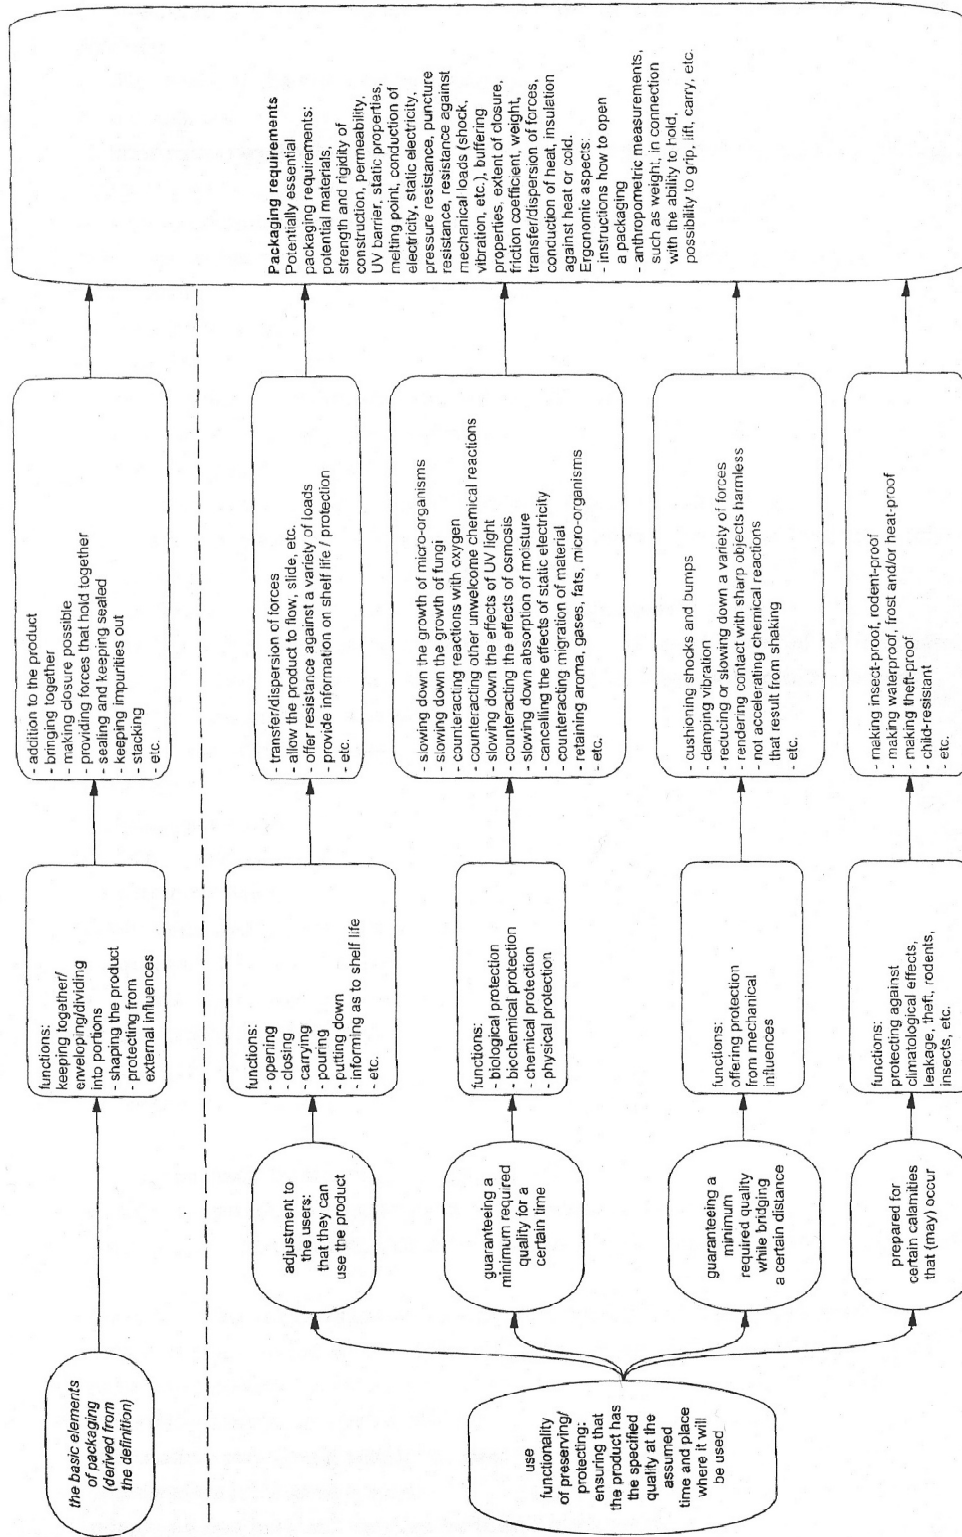 the basic elements
of packaging
(derived from
the definition)
functions:
keeping together/
enveloping/dividing
into portions
- shaping the product
- protecting from
external influences
- addition to the product
- bringing together
- making closure possible
- providing forces that hold together
- sealing and keeping sealed
- keeping impurities out
- stacking
- etc.
use
functionality
of preserving/
protecting:
ensuring that
the product has
the specified
quality at the
assumed
time and place
where it will
be used
adjustment to
the users:
that they can
use the product
functions:
- opening
- closing
- carrying
- pouring
- putting down
- informing as to shelf life
- etc.
- transfer/dispersion of forces
- allow the product to flow, slide, etc.
- offer resistance against a variety of loads
- provide information on shelf life / protection
- etc.
guaranteeing a
minimum required
quality for a
certain time
functions:
- biological protection
- biochemical protection
- chemical protection
- physical protection
- slowing down the growth of micro-organisms
- slowing down the growth of fungi
- counteracting reactions with oxygen
- counteracting other unwelcome chemical reactions
- slowing down the effects of UV light
- counteracting the effects of osmosis
- slowing down absorption of moisture
- cancelling the effects of static electricity
- counteracting migration of material
- retaining aroma, gases, fats, micro-organisms
- etc.
guaranteeing a
minimum
required quality
while bridging
a certain distance
functions:
offering protection
from mechanical
influences
- cushioning shocks and bumps
- damping vibration
- reducing or slowing down a variety of forces
- rendering contact with sharp objects harmless
- not accelerating chemical reactions
that result from shaking
- etc.
prepared for
certain calamities
that (may) occur
functions:
protecting against
climatological effects,
leakage, theft, rodents,
insects, etc.
- making insect-proof, rodent-proof
- making waterproof, frost and/or heat-proof
- making theft-proof
- child-resistant
- etc.
Packaging requirements
Potentially essential
packaging requirements:
potential materials,
strength and rigidity of
construction, permeability,
UV barrier, static properties,
melting point, conduction of
electricity, static electricity,
pressure resistance, puncture
resistance, resistance against
mechanical loads (shock,
vibration, etc.), buffering
properties, extent of closure,
friction coefficient, weight,
transfer/dispersion of forces,
conduction of heat, insulation
against heat or cold.
Ergonomic aspects:
- instructions how to open
a packaging
- anthropometric measurements,
such as weight; in connection
with the ability to hold,
possibility to grip, lift, carry, etc.